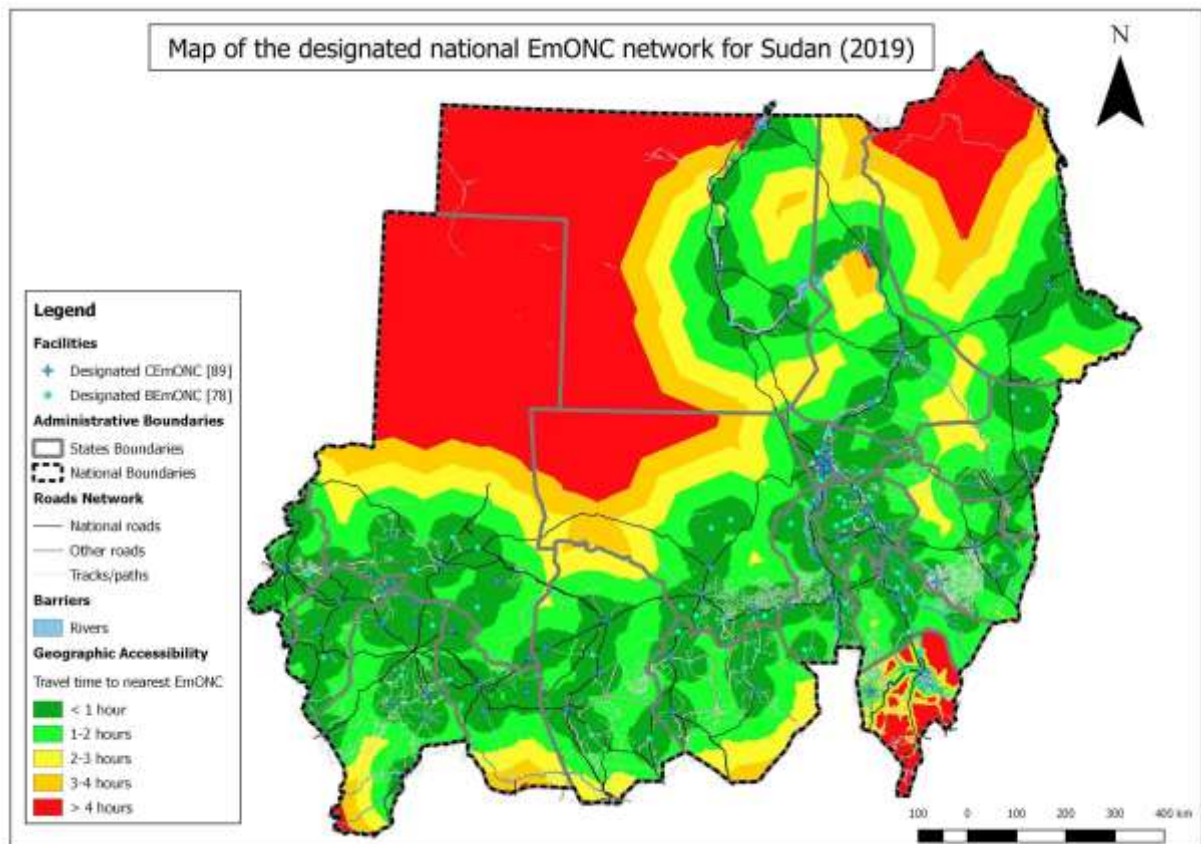 Map of the designated national EmONC network for Sudan (2019)
N
Legend
Facilities
Designated CEmONC [89]
Designated BEmONC [78]
Administrative Boundaries
States Boundaries
National Boundaries
Roads Network
National roads
Other roads
Tracks/paths
Barriers
Rivers
Geographic Accessibility
Travel time to nearest EmONC
< 1 hour
1-2 hours
2-3 hours
3-4 hours
> 4 hours
100 0 100 200 300 400 km